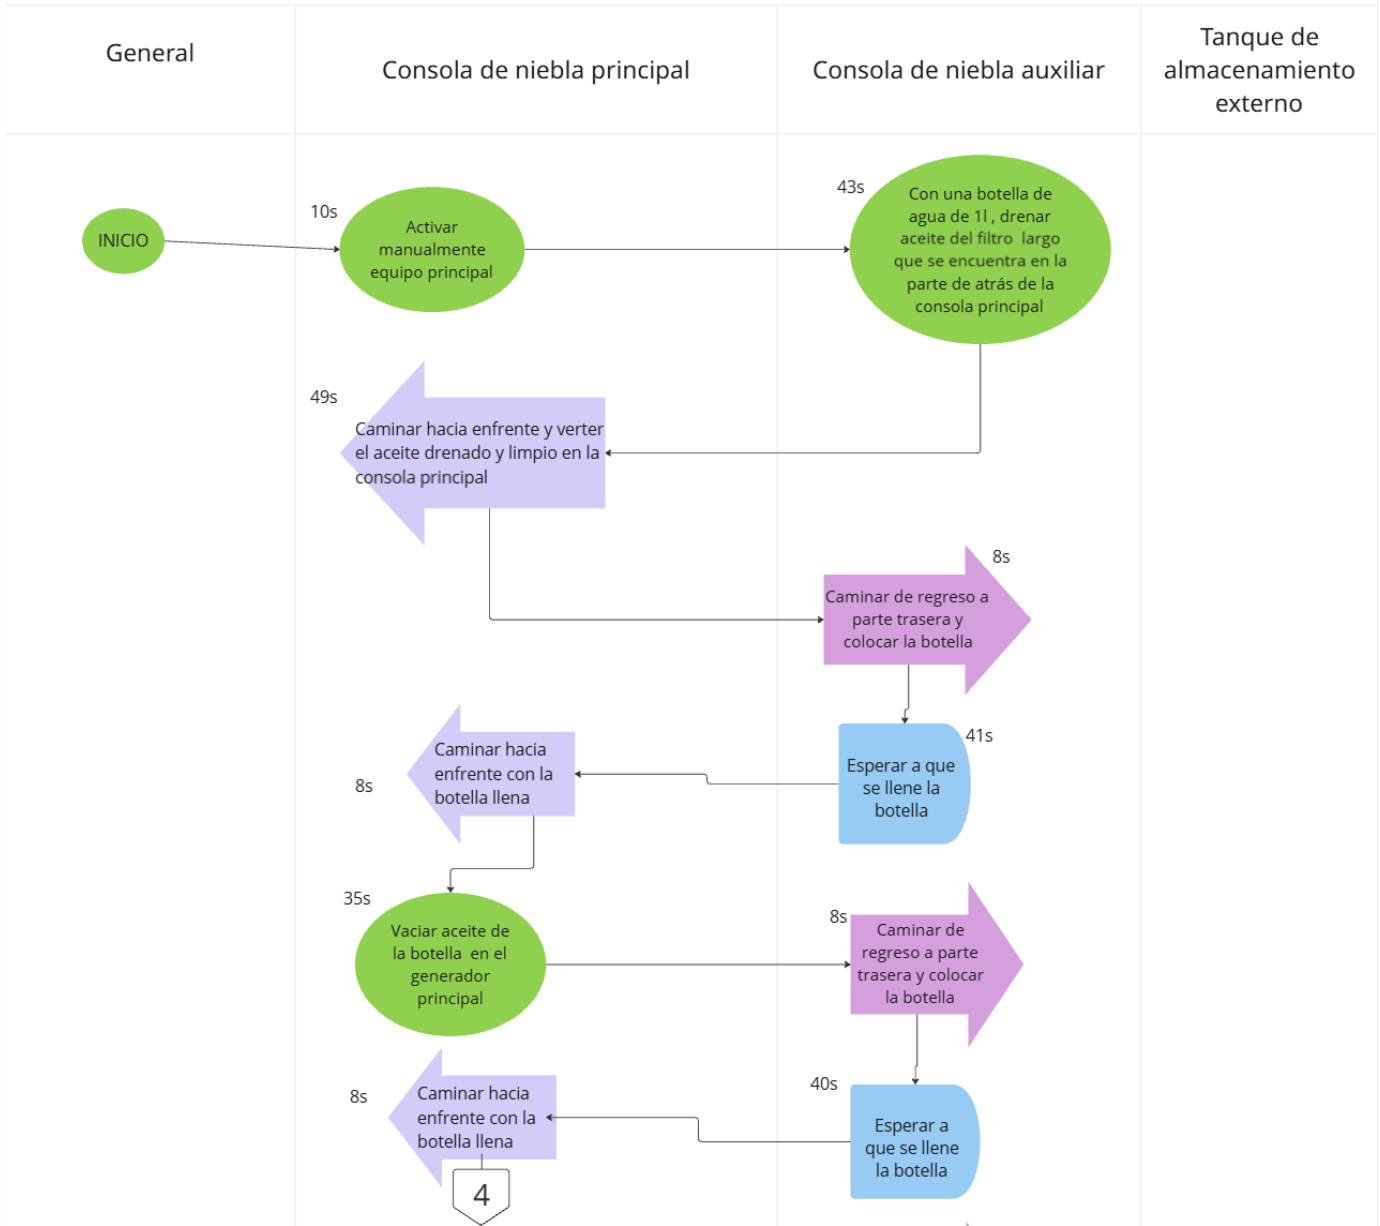 General
Consola de niebla principal
Consola de niebla auxiliar
Tanque de
almacenamiento
externo
INICIO
10s
Activar
manualmente
equipo principal
43s
Con una botella de
agua de 1l , drenar
aceite del filtro largo
que se encuentra en la
parte de atrás de la
consola principal
49s
Caminar hacia enfrente y verter
el aceite drenado y limpio en la
consola principal
8s
Caminar de regreso a
parte trasera y
colocar la botella
41s
Esperar a que
se llene la
botella
8s
Caminar hacia
enfrente con la
botella llena
35s
Vaciar aceite de
la botella en el
generador
principal
8s
Caminar de
regreso a parte
trasera y colocar
la botella
40s
Esperar a
que se llene
la botella
8s
Caminar hacia
enfrente con la
botella llena
4